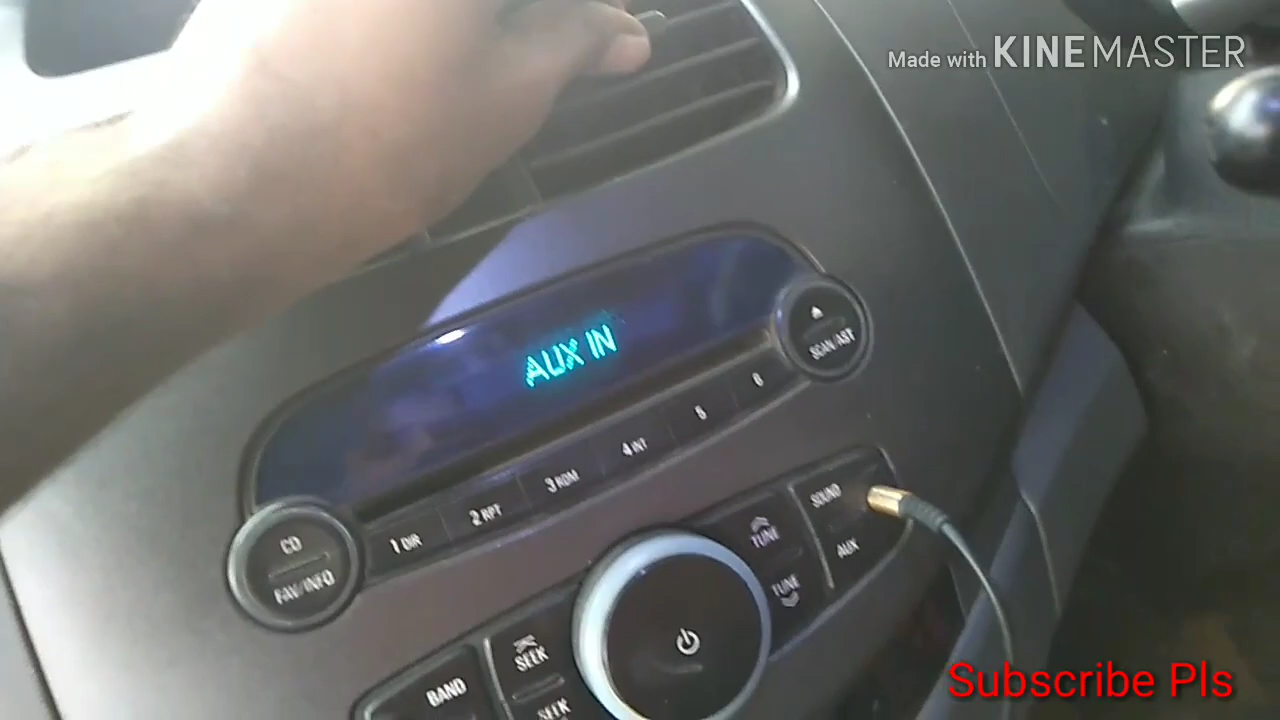 Made with KINEMASTER
AUX IN
SCAN/AST
CD
FAV/INFO
1 DIR
2 RPT
3 RDM
4 INT
5
6
SOUND
AUX
TUNE
TUNE
SEEK
SEEK
BAND
Subscribe Pls